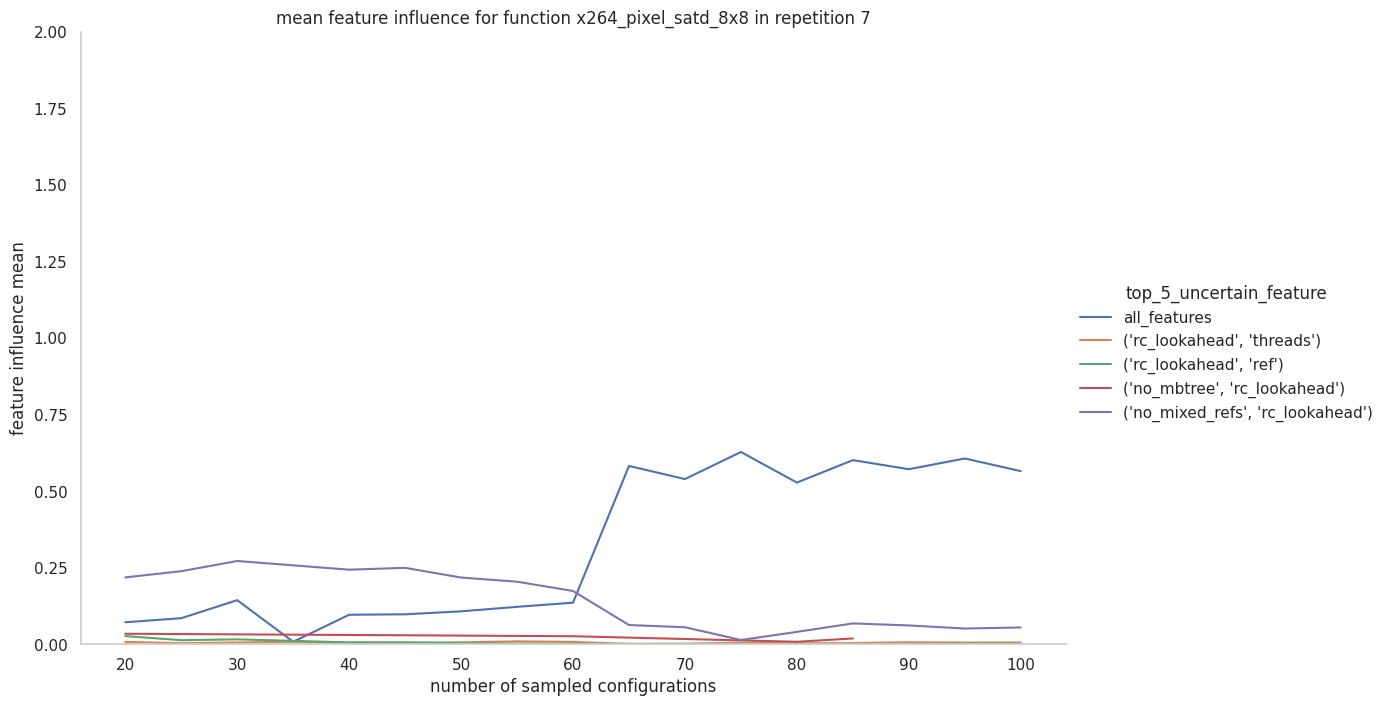 mean feature influence for function x264_pixel_satd_8x8 in repetition 7
2.00
1.75
1.50
1.25
1.00
0.75
0.50
0.25
0.00
feature influence mean
20 30 40 50 60 70 80 90 100
number of sampled configurations
top_5_uncertain_feature
all_features
('rc_lookahead', 'threads')
('rc_lookahead', 'ref')
('no_mbtree', 'rc_lookahead')
('no_mixed_refs', 'rc_lookahead')